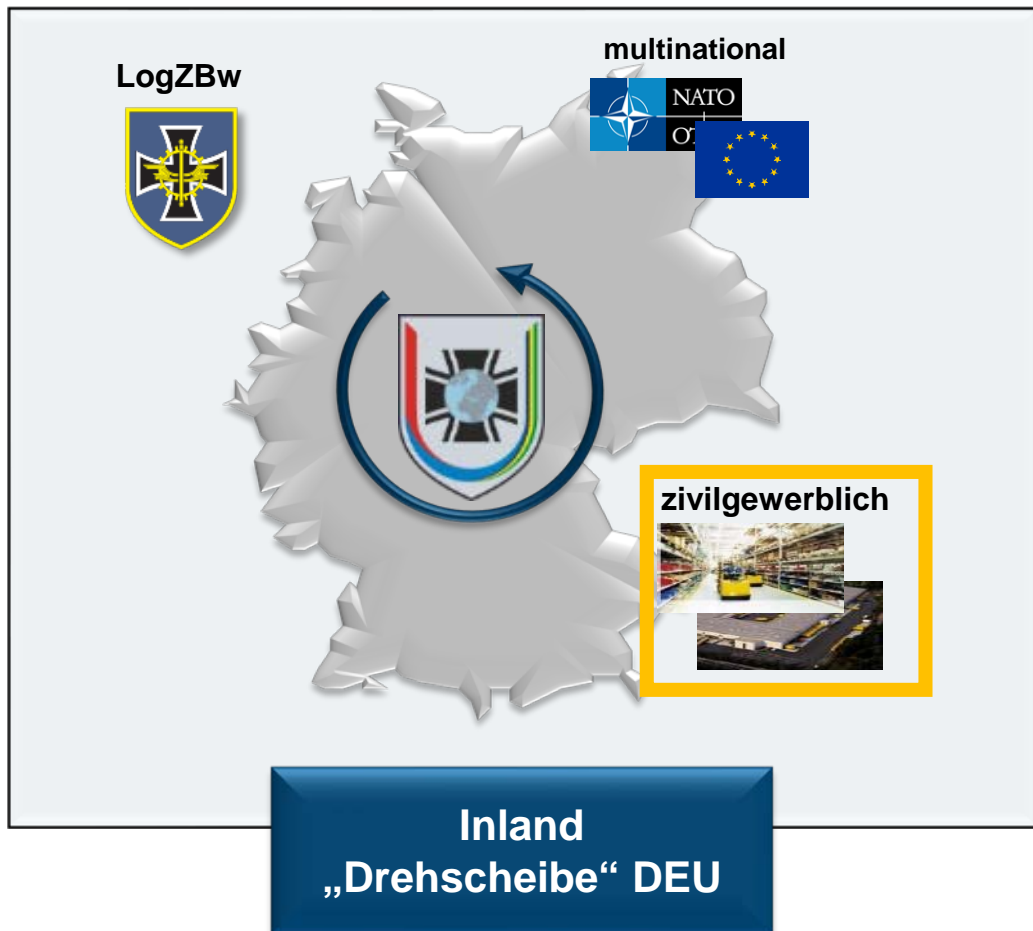 multinational
LogZBw
NATO
OT
zivilgewerblich
Inland
„Drehscheibe“ DEU